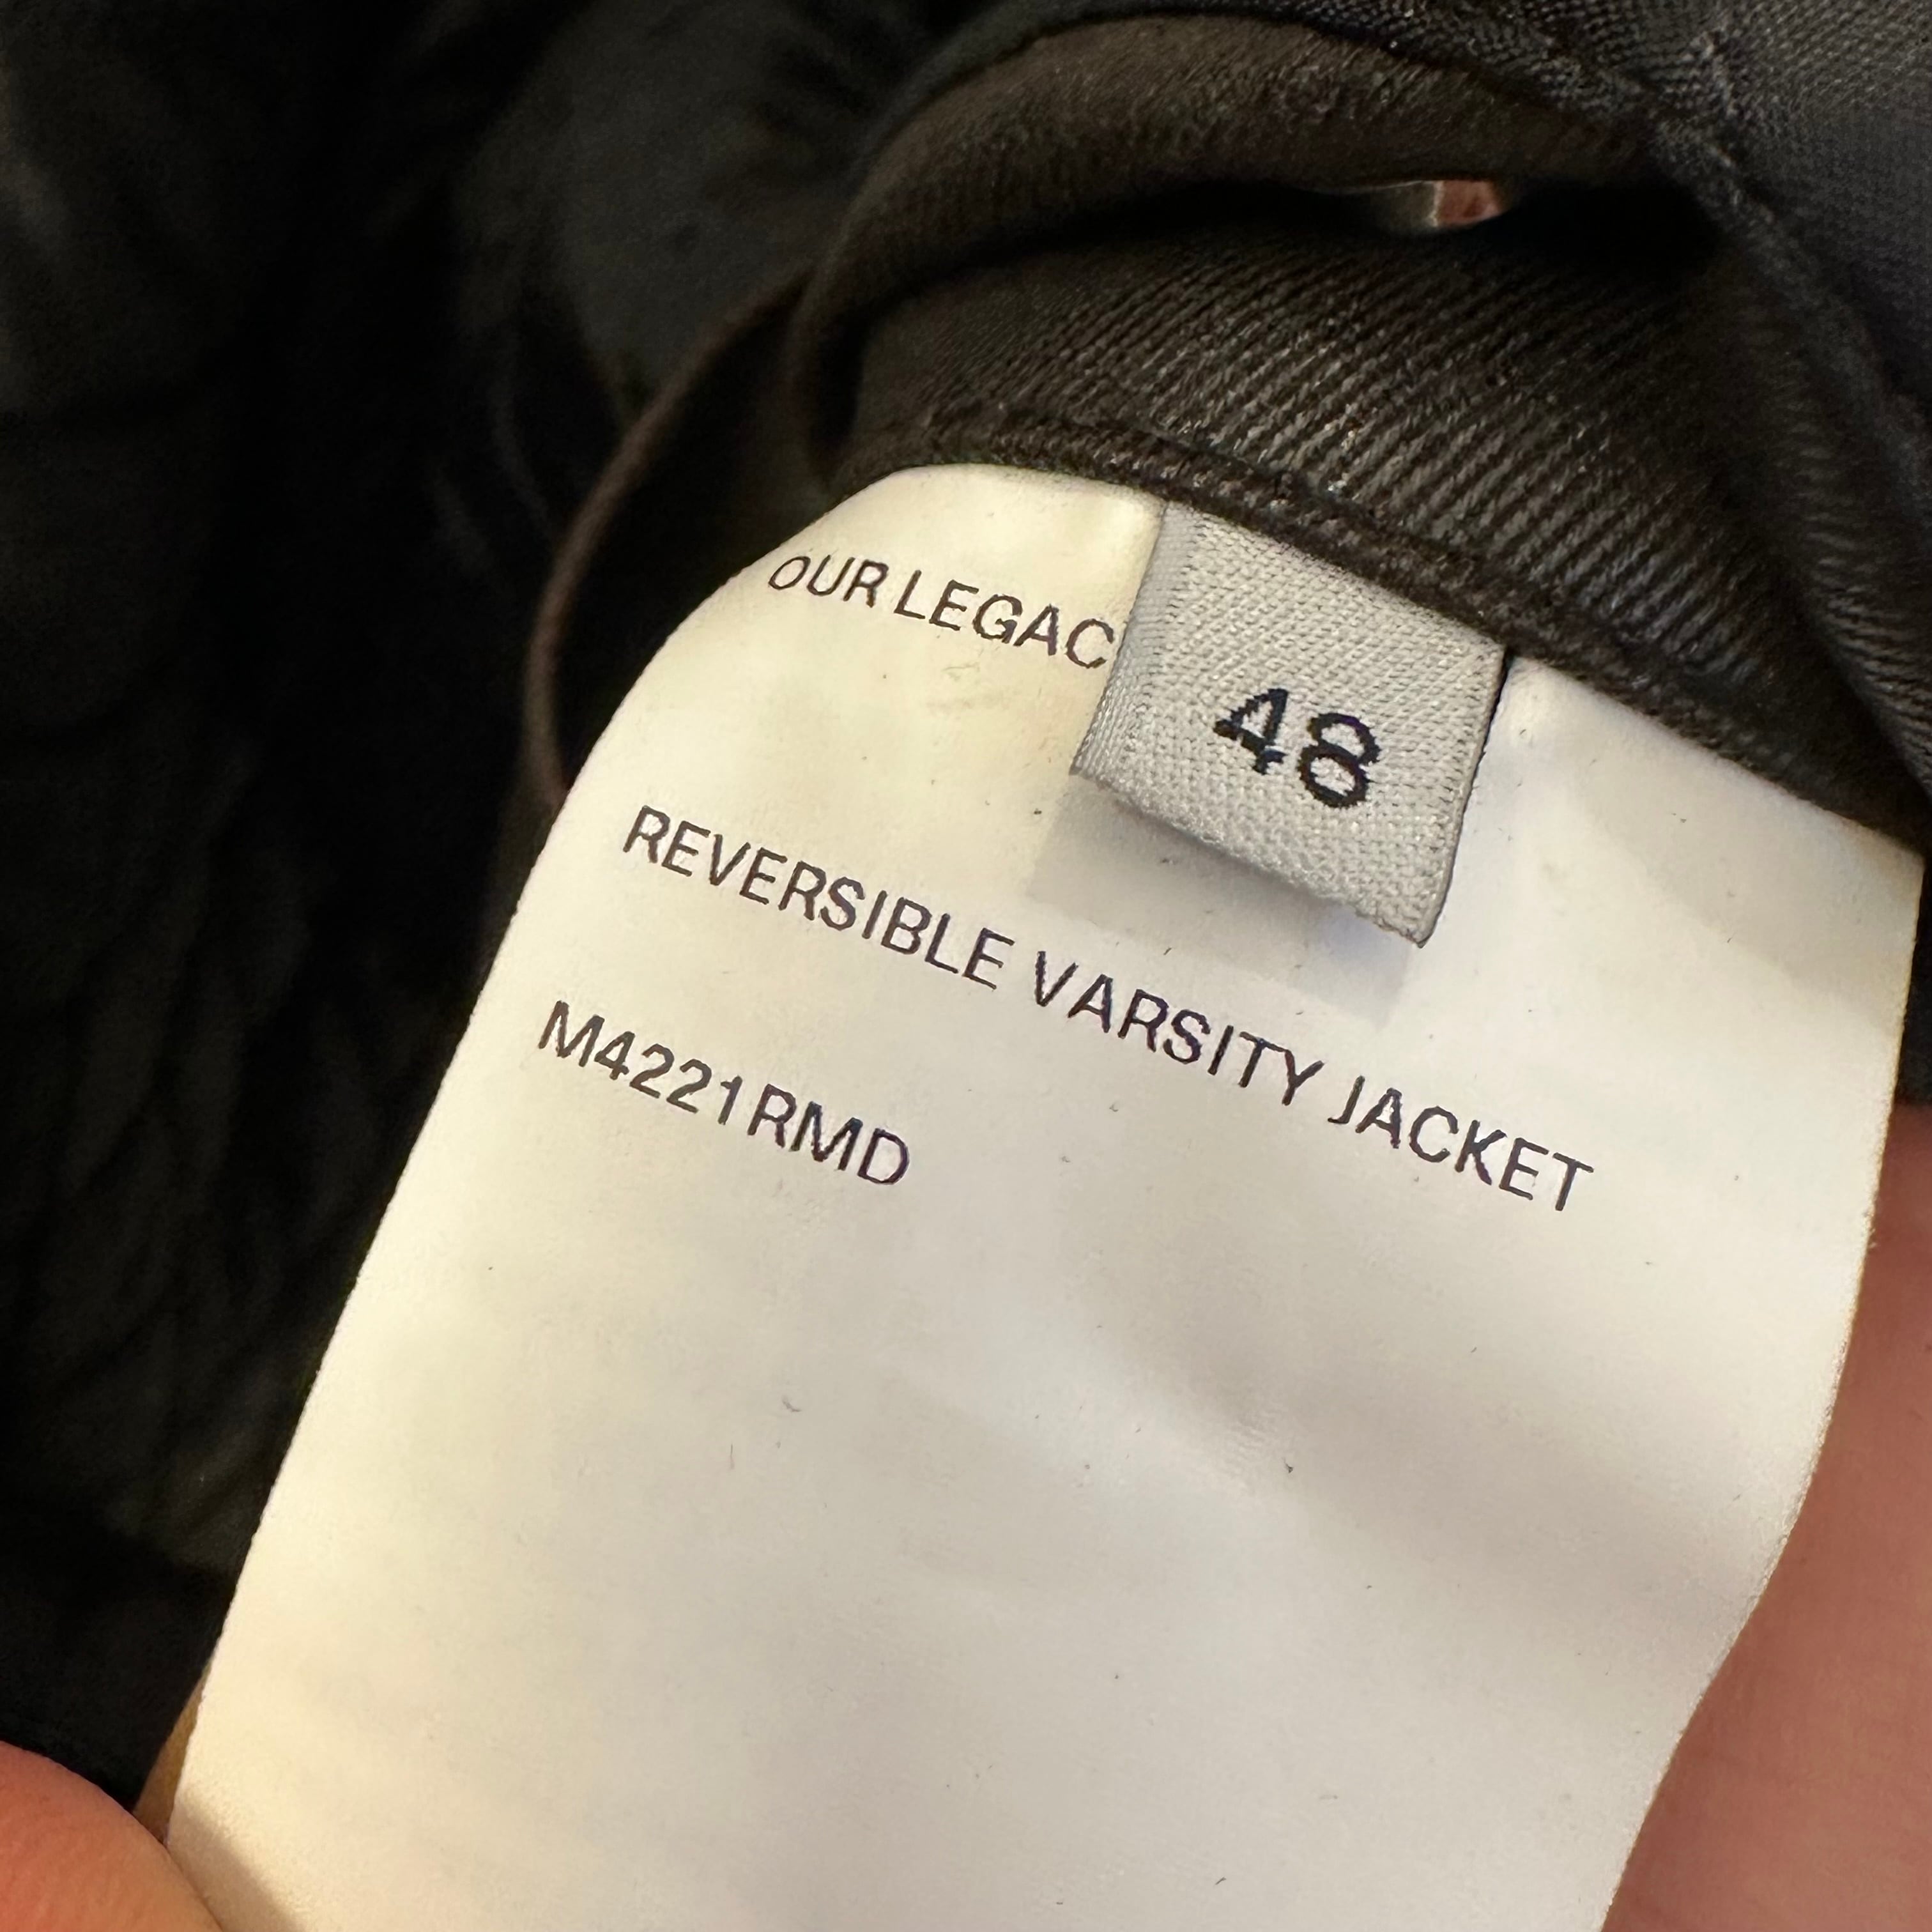 OUR LEGAC
48
REVERSIBLE VARSITY JACKET
M4221RMD